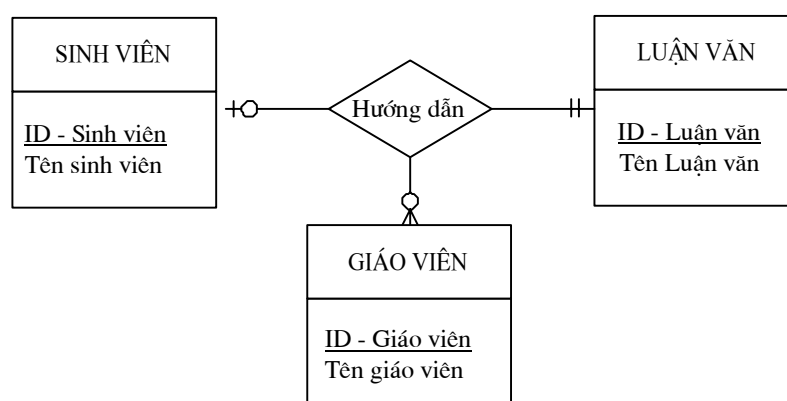 SINH VIÊN
ID - Sinh viên
Tên sinh viên
Hướng dẫn
LUẬN VĂN
ID - Luận văn
Tên Luận văn
GIÁO VIÊN
ID - Giáo viên
Tên giáo viên